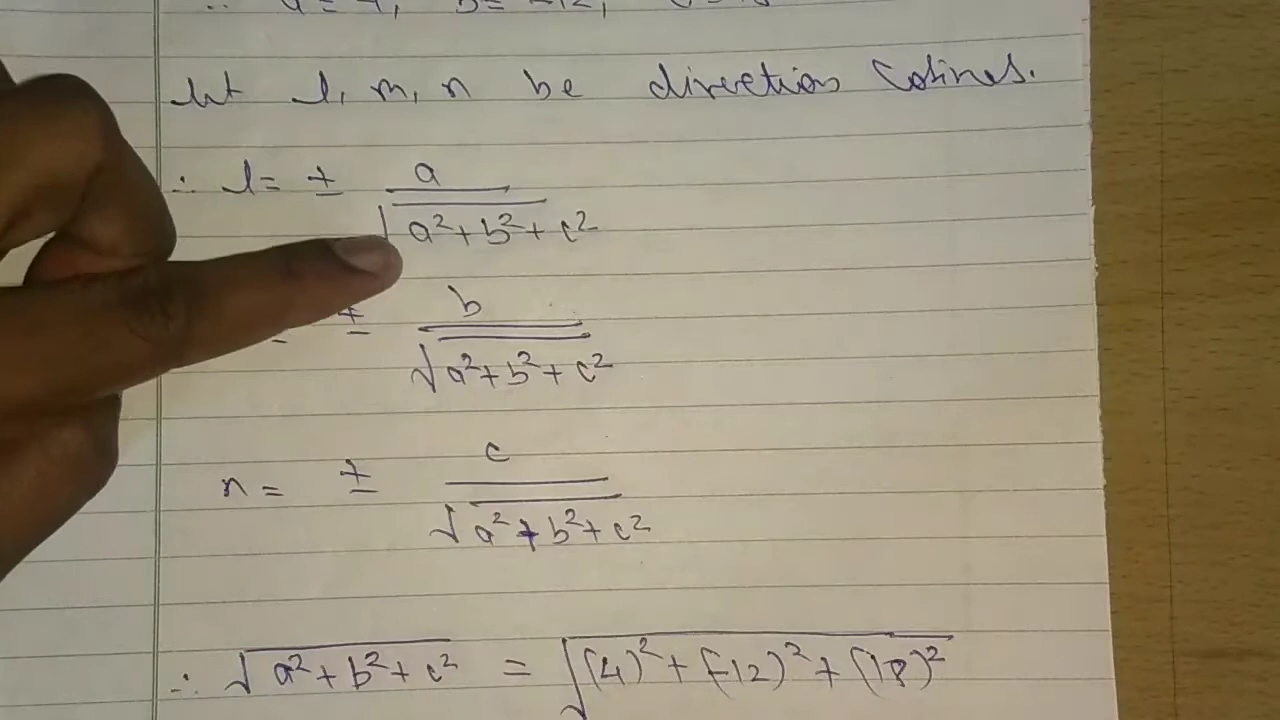 let l, m, n be direction cosines.
∴ l = ± a / √a²+b²+c²
= ± b / √a²+b²+c²
n = ± c / √a²+b²+c²
∴ √a²+b²+c² = √(4)²+(-12)²+(18)²